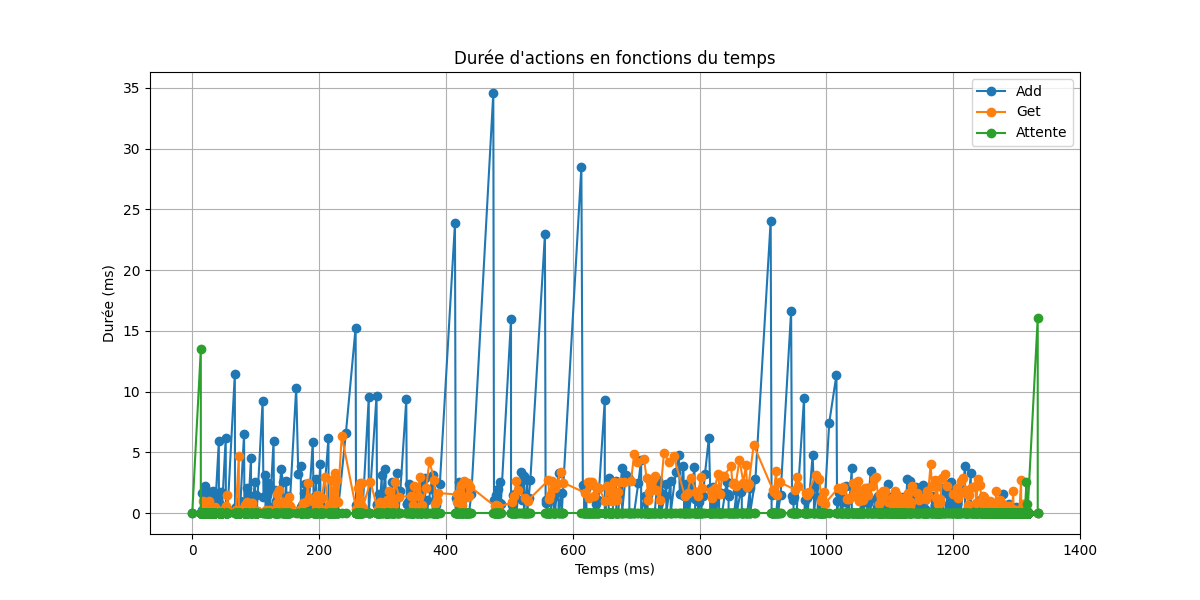 Durée d'actions en fonctions du temps
Durée (ms)
35
30
25
20
15
10
5
0
Add
Get
Attente
0 200 400 600 800 1000 1200 1400
Temps (ms)